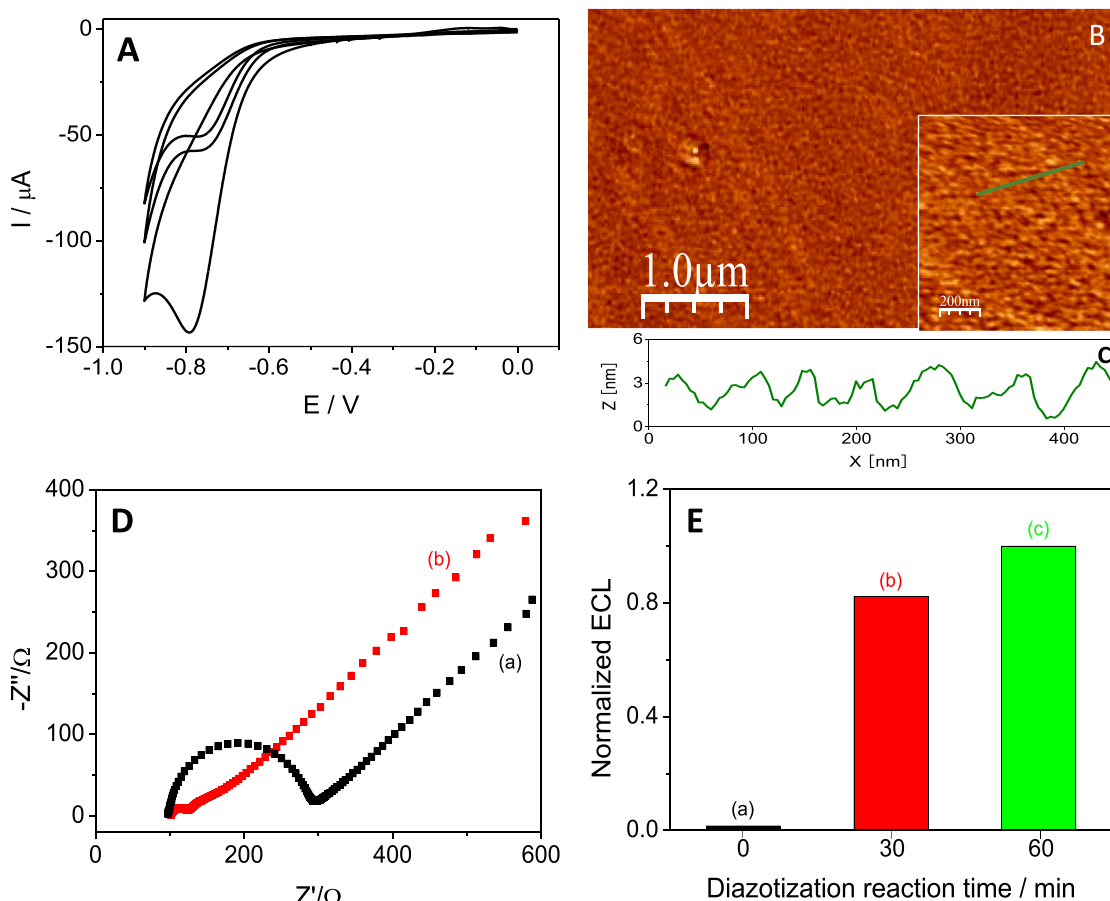 A
0
-50
-100
-150
I / μA
-1.0 -0.8 -0.6 -0.4 -0.2 0.0
E / V
B
1.0μm
200nm
C
6
3
0
Z [nm]
0 100 200 300 400
X [nm]
D
400
300
200
100
0
-Z''/Ω
(b)
(a)
0 200 400 600
Z'/Ω
E
1.2
0.8
0.4
0.0
Normalized ECL
(a)
(b)
(c)
0 30 60
Diazotization reaction time / min